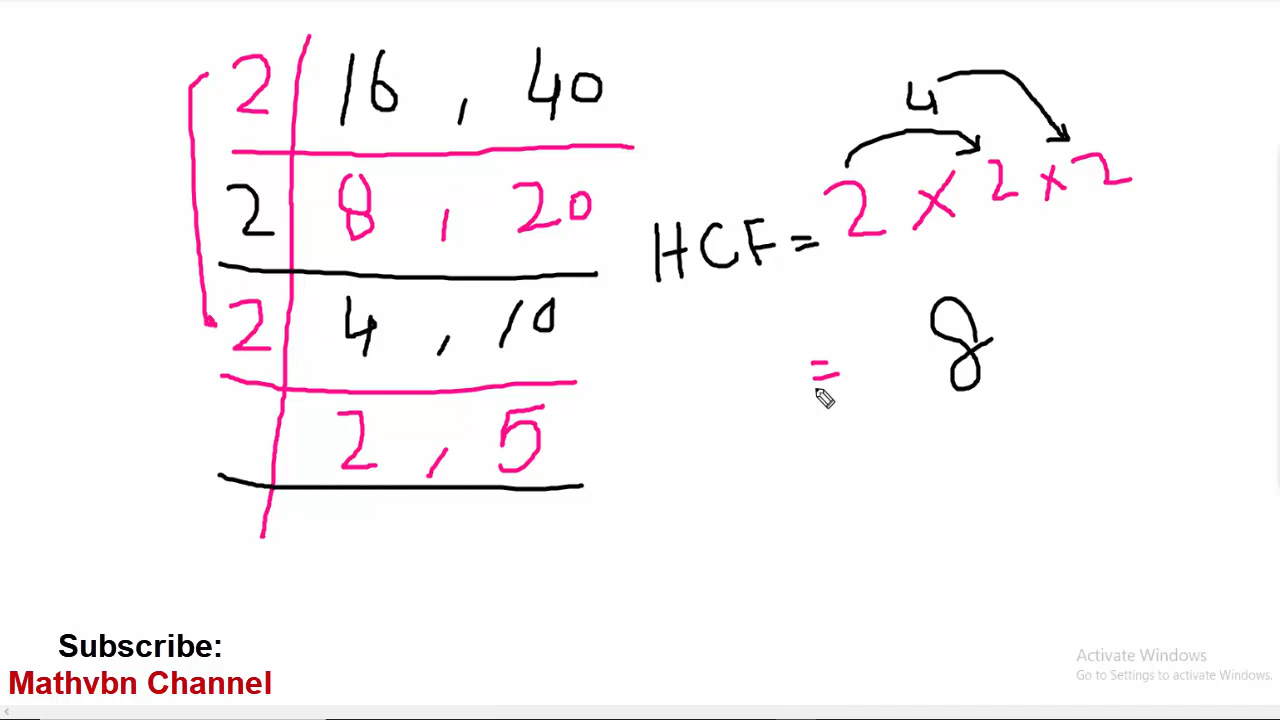 2 16 , 40
2 8 , 20
2 4 , 10
2 , 5
4
HCF = 2 × 2 × 2
= 8
Subscribe:
Mathvbn Channel
Activate Windows
Go to Settings to activate Windows.